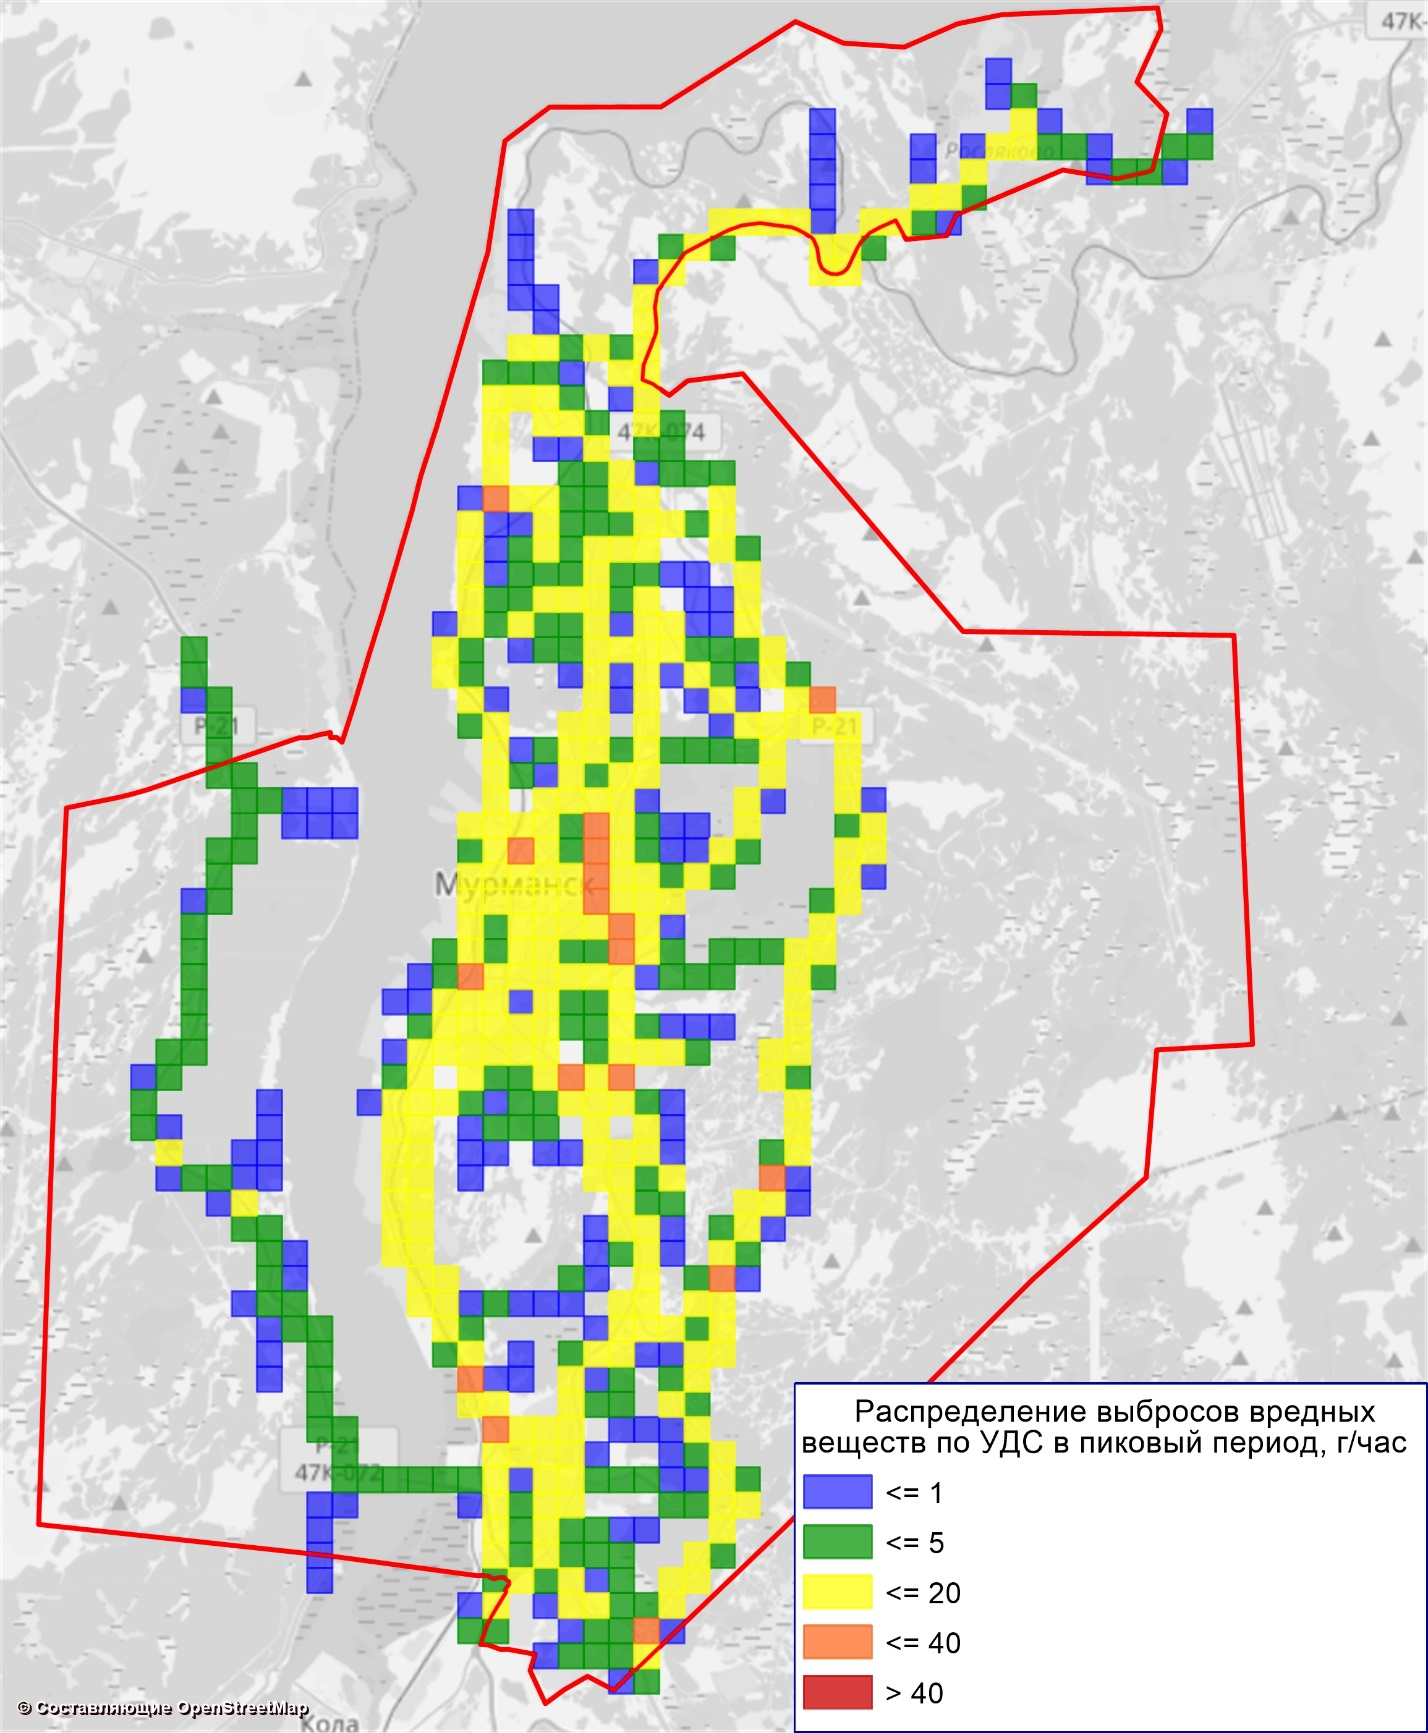 47К-
Росляково
47К-074
Р-21
Р-21
Мурманск
Р-21
47К-072
Распределение выбросов вредных
веществ по УДС в пиковый период, г/час
<= 1
<= 5
<= 20
<= 40
> 40
© Составляющие OpenStreetMap
Кола